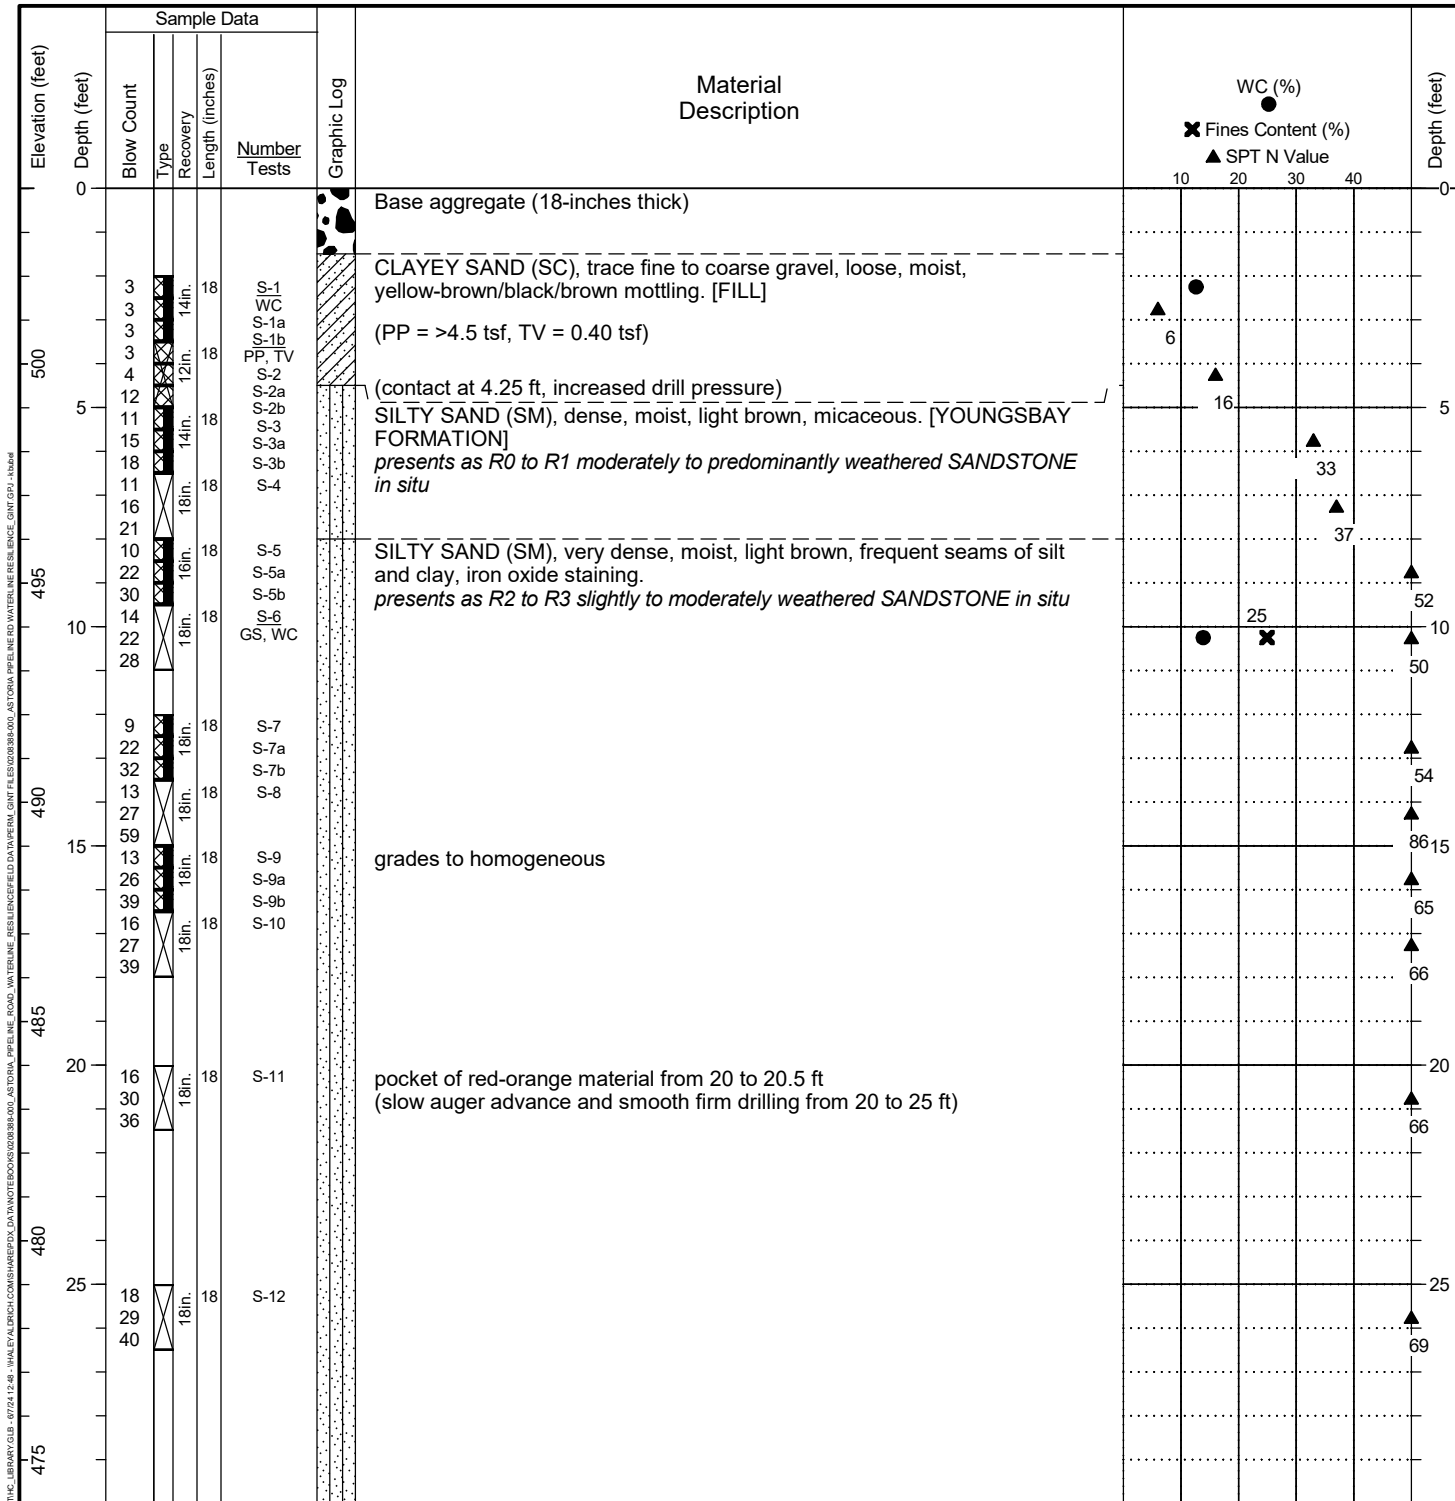 Sample Data
Elevation (feet)
Depth (feet)
Blow Count
Type
Recovery
Length (inches)
Number
Tests
Graphic Log
Material
Description
WC (%)
Fines Content (%)
SPT N Value
10 20 30 40
Depth (feet)
0
Base aggregate (18-inches thick)
0
CLAYEY SAND (SC), trace fine to coarse gravel, loose, moist,
yellow-brown/black/brown mottling. [FILL]
(PP = >4.5 tsf, TV = 0.40 tsf)
3
3
3
14in.
18
S-1
WC
S-1a
S-1b
PP, TV
6
500
3
4
12
12in.
18
S-2
S-2a
S-2b
16
(contact at 4.25 ft, increased drill pressure)
5
5
SILTY SAND (SM), dense, moist, light brown, micaceous. [YOUNGSBAY
FORMATION]
presents as R0 to R1 moderately to predominantly weathered SANDSTONE
in situ
11
15
18
14in.
18
S-3
S-3a
S-3b
33
11
16
21
18in.
18
S-4
37
SILTY SAND (SM), very dense, moist, light brown, frequent seams of silt
and clay, iron oxide staining.
presents as R2 to R3 slightly to moderately weathered SANDSTONE in situ
495
10
22
30
16in.
18
S-5
S-5a
S-5b
52
10
14
22
28
18in.
18
S-6
GS, WC
25
50
10
9
22
32
18in.
18
S-7
S-7a
S-7b
54
490
13
27
59
18in.
18
S-8
86
15
15
13
26
39
18in.
18
S-9
S-9a
S-9b
grades to homogeneous
65
16
27
39
18in.
18
S-10
66
485
20
20
16
30
36
18in.
18
S-11
pocket of red-orange material from 20 to 20.5 ft
(slow auger advance and smooth firm drilling from 20 to 25 ft)
66
480
25
25
18
29
40
18in.
18
S-12
69
475